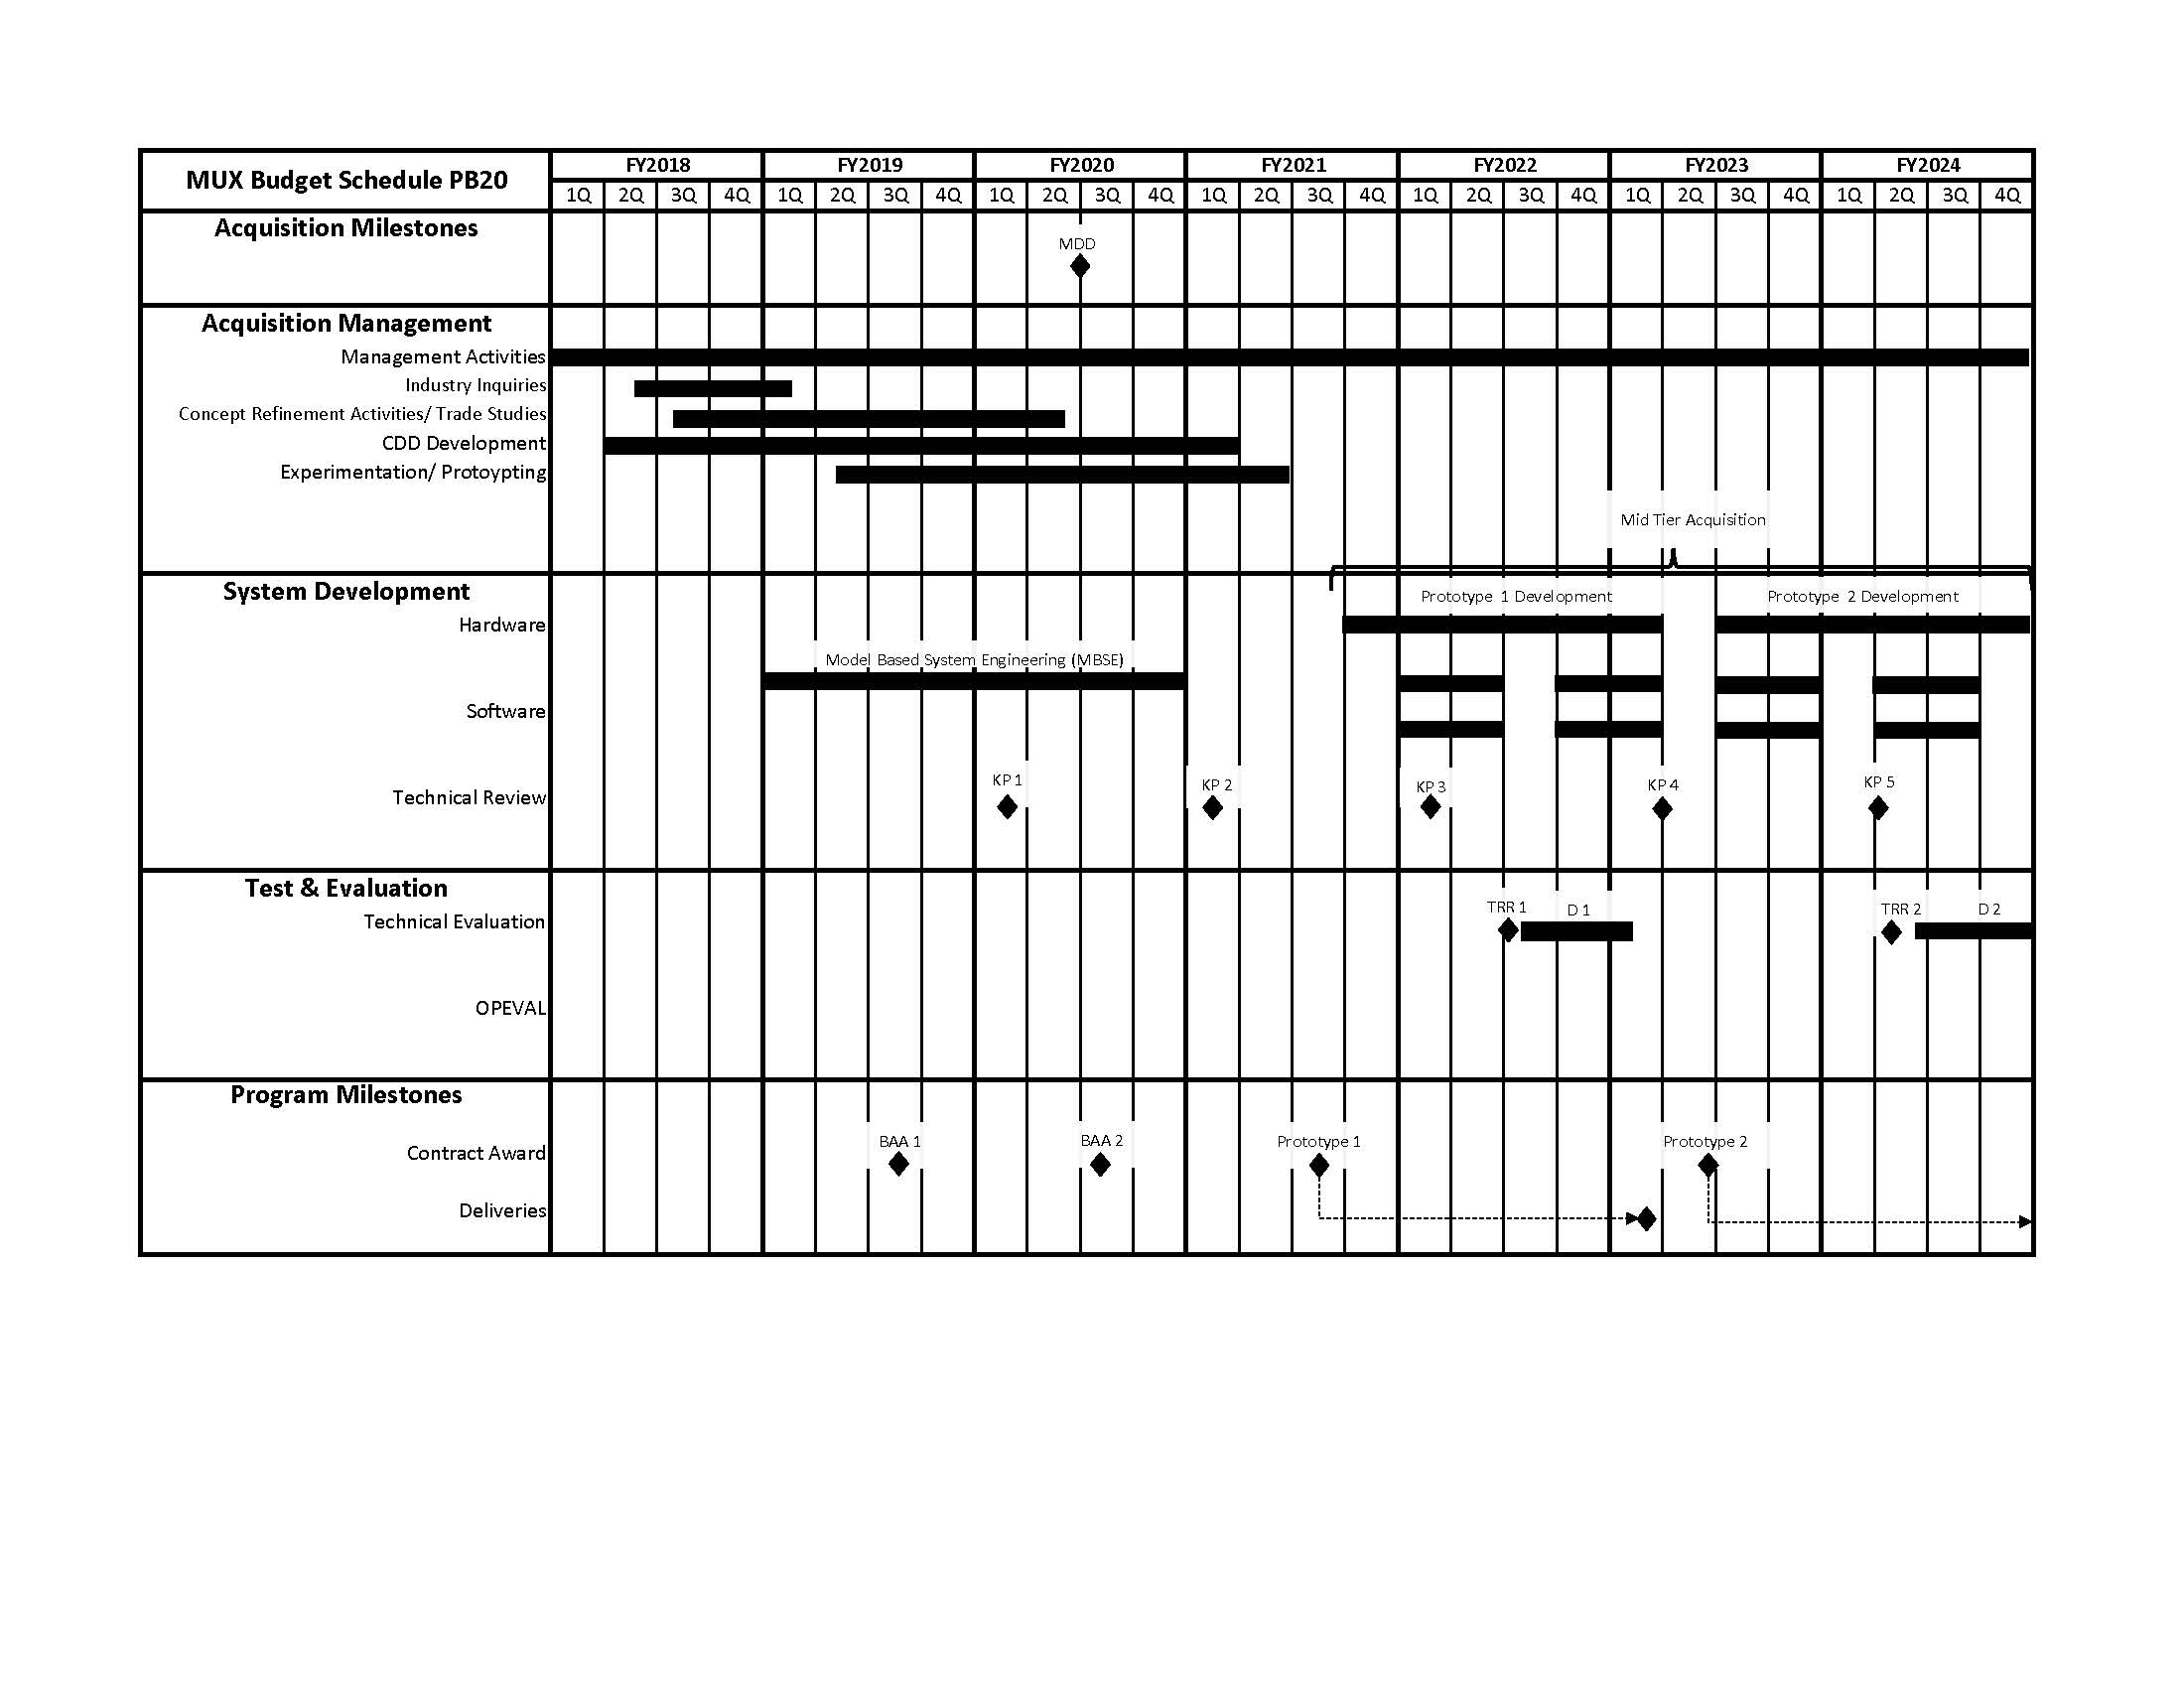 MUX Budget Schedule PB20
FY2018 FY2019 FY2020 FY2021 FY2022 FY2023 FY2024
1Q 2Q 3Q 4Q 1Q 2Q 3Q 4Q 1Q 2Q 3Q 4Q 1Q 2Q 3Q 4Q 1Q 2Q 3Q 4Q 1Q 2Q 3Q 4Q 1Q 2Q 3Q 4Q
Acquisition Milestones
MDD
Acquisition Management
Management Activities
Industry Inquiries
Concept Refinement Activities/ Trade Studies
CDD Development
Experimentation/ Protoypting
Mid Tier Acquisition
System Development
Prototype 1 Development Prototype 2 Development
Hardware
Model Based System Engineering (MBSE)
Software
KP 1 KP 2 KP 3 KP 4 KP 5
Technical Review
Test & Evaluation
TRR 1 D 1 TRR 2 D 2
Technical Evaluation
OPEVAL
Program Milestones
BAA 1 BAA 2 Prototype 1 Prototype 2
Contract Award
Deliveries